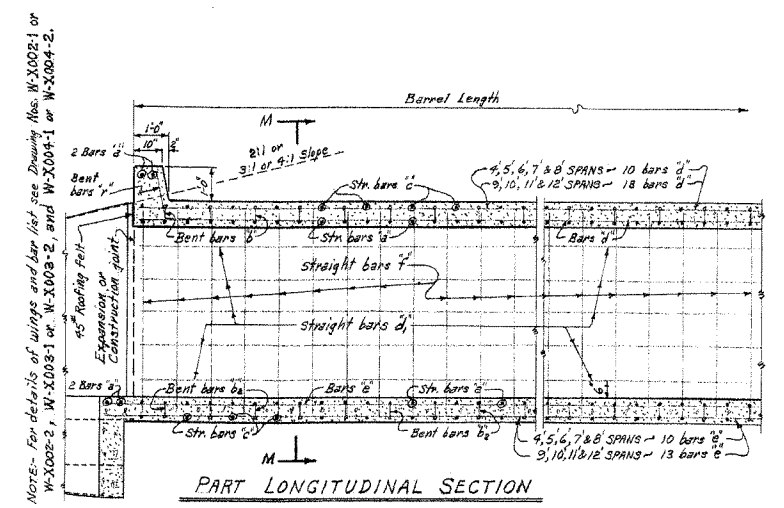 NOTE:- For details of wings and bar list see Drawing Nos. W-X002-1 or
W-X002-2, W-X003-1 or W-X003-2, and W-X004-1 or W-X004-2.
Barrel Length
M
1'-0"
10"
2"
2 Bars "a"
2:1 or
3:1 or 4:1 slope
1'-0"
Bent
bars "r"
Str. bars "c"
4', 5', 6', 7' & 8' SPANS - 10 bars "d"
9', 10', 11' & 12' SPANS - 18 bars "d"
Bent bars "b"
Str. bars "a"
Bars "d"
45# Roofing felt
Expansion or
Construction joint
straight bars "f"
straight bars "d1"
6"
2 Bars "a"
Bent bars "b2"
Bars "e"
Str. bars "a"
Str. bars "c"
Bent bars "b2"
4', 5', 6', 7' & 8' SPANS - 10 bars "e"
9', 10', 11' & 12' SPANS - 13 bars "e"
M
PART LONGITUDINAL SECTION